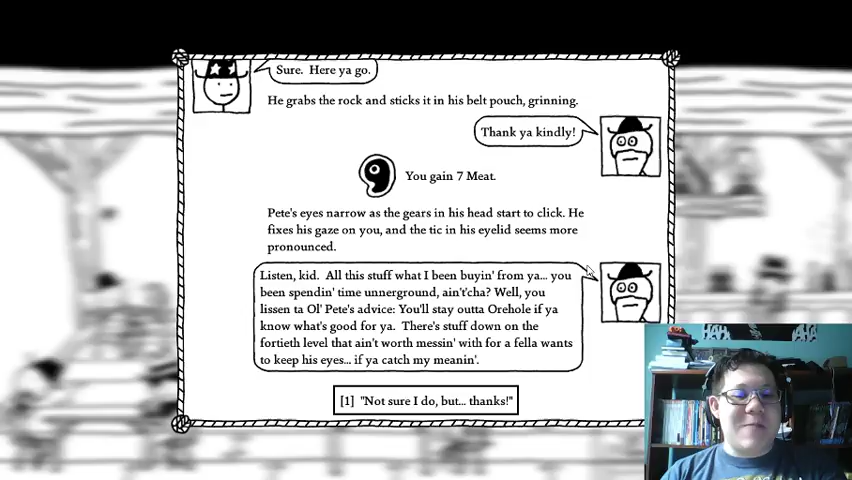 Sure. Here ya go.
He grabs the rock and sticks it in his belt pouch, grinning.
Thank ya kindly!
You gain 7 Meat.
Pete's eyes narrow as the gears in his head start to click. He
fixes his gaze on you, and the tic in his eyelid seems more
pronounced.
Listen, kid. All this stuff what I been buyin' from ya... you
been spendin' time unnerground, ain't'cha? Well, you
lissen ta Ol' Pete's advice: You'll stay outta Orehole if ya
know what's good for ya. There's stuff down on the
fortieth level that ain't worth messin' with for a fella wants
to keep his eyes... if ya catch my meanin'.
[1] "Not sure I do, but... thanks!"